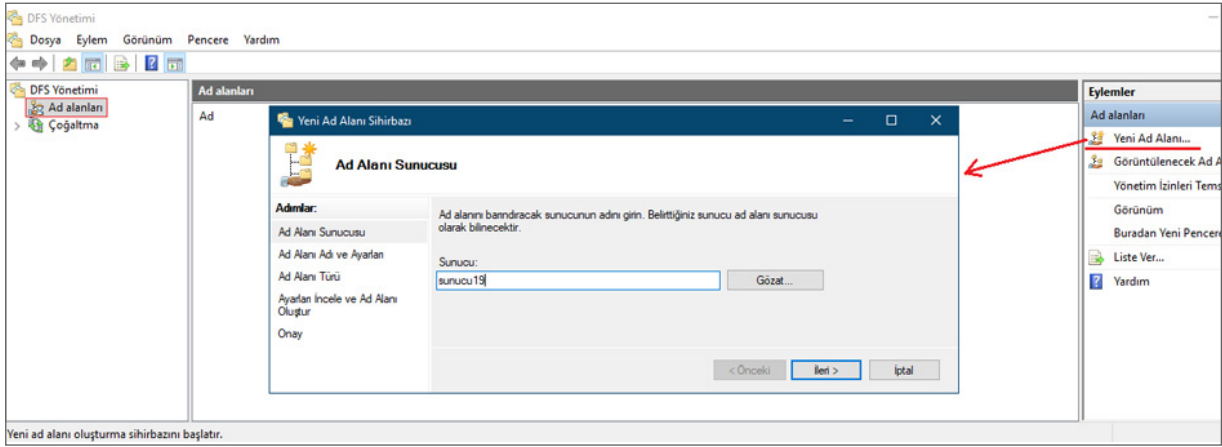 DFS Yönetimi
Dosya Eylem Görünüm Pencere Yardım
DFS Yönetimi
Ad alanları
Çoğaltma
Ad alanları
Ad
Yeni Ad Alanı Sihirbazı
Ad Alanı Sunucusu
Adımlar:
Ad Alanı Sunucusu
Ad Alanı Adı ve Ayarları
Ad Alanı Türü
Ayarları İncele ve Ad Alanı
Oluştur
Onay
Ad alanını barındıracak sunucunun adını girin. Belirttiğiniz sunucu ad alanı sunucusu
olarak bilinecektir.
Sunucu:
sunucu19
Gözat...
< Önceki
İleri >
İptal
Eylemler
Ad alanları
Yeni Ad Alanı...
Görüntülenecek Ad A
Yönetim İzinleri Tems
Görünüm
Buradan Yeni Pencere
Liste Ver...
Yardım
Yeni ad alanı oluşturma sihirbazını başlatır.